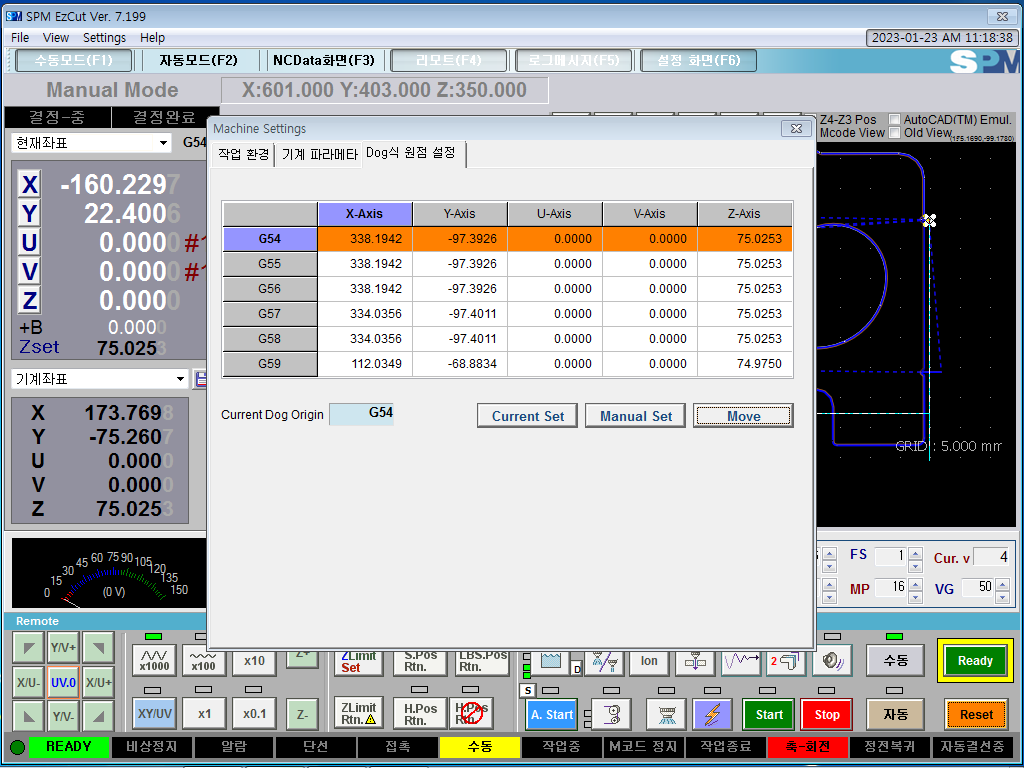 SPM EzCut Ver. 7.199
File View Settings Help
2023-01-23 AM 11:18:38
수동모드(F1) 자동모드(F2) NCData화면(F3) 리모트(F4) 로그메시지(F5) 설정 화면(F6)
SPM
Manual Mode
X:601.000 Y:403.000 Z:350.000
결정-중 결정완료
Z4-Z3 Pos AutoCAD(TM) Emul.
Mcode View Old View
(1F5.1690,-99.1780)
현재좌표 G54
Machine Settings
작업 환경 기계 파라메타 Dog식 원점 설정
X -160.2297
Y 22.4006
U 0.0000
V 0.0000
Z 0.0000
+B 0.0000
Zset 75.0253
X-Axis Y-Axis U-Axis V-Axis Z-Axis
G54 338.1942 -97.3926 0.0000 0.0000 75.0253
G55 338.1942 -97.3926 0.0000 0.0000 75.0253
G56 338.1942 -97.3926 0.0000 0.0000 75.0253
G57 334.0356 -97.4011 0.0000 0.0000 75.0253
G58 334.0356 -97.4011 0.0000 0.0000 75.0253
G59 112.0349 -68.8834 0.0000 0.0000 74.9750
Current Dog Origin G54
Current Set Manual Set Move
기계좌표
X 173.7698
Y -75.2607
U 0.0000
V 0.0000
Z 75.0253
GRID : 5.000 mm
0 15 30 45 60 75 90 105 120 135 150
(0 V)
FS 1 Cur. v 4
MP 16 VG 50
Remote
Y/V+
X/U- UV.0 X/U+
Y/V-
x1000 x100 x10 Z+
XY/UV x1 x0.1 Z-
ZLimit Set S.Pos Rtn. LBS.Pos Rtn.
ZLimit Rtn. H.Pos Rtn. H.Pos Rtn.
D Ion 2
S A. Start Start Stop
수동 Ready
자동 Reset
READY 비상정지 알람 단선 접촉 수동 작업중 M코드 정지 작업종료 축-회전 정전복귀 자동결선중